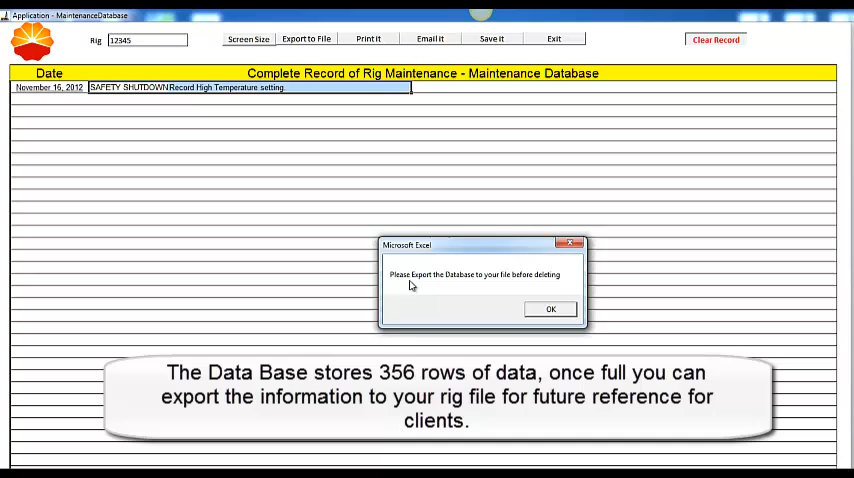 Application - MaintenanceDatabase
Rig 12345 Screen Size Export to File Print It Email it Save it Exit Clear Record
Date Complete Record of Rig Maintenance - Maintenance Database
November 16, 2012 SAFETY SHUTDOWN Record High Temperature setting.
Microsoft Excel
Please Export the Database to your file before deleting
OK
The Data Base stores 356 rows of data, once full you can
export the information to your rig file for future reference for
clients.